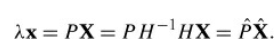 λx = PX = PH⁻¹HX = P̂X̂.